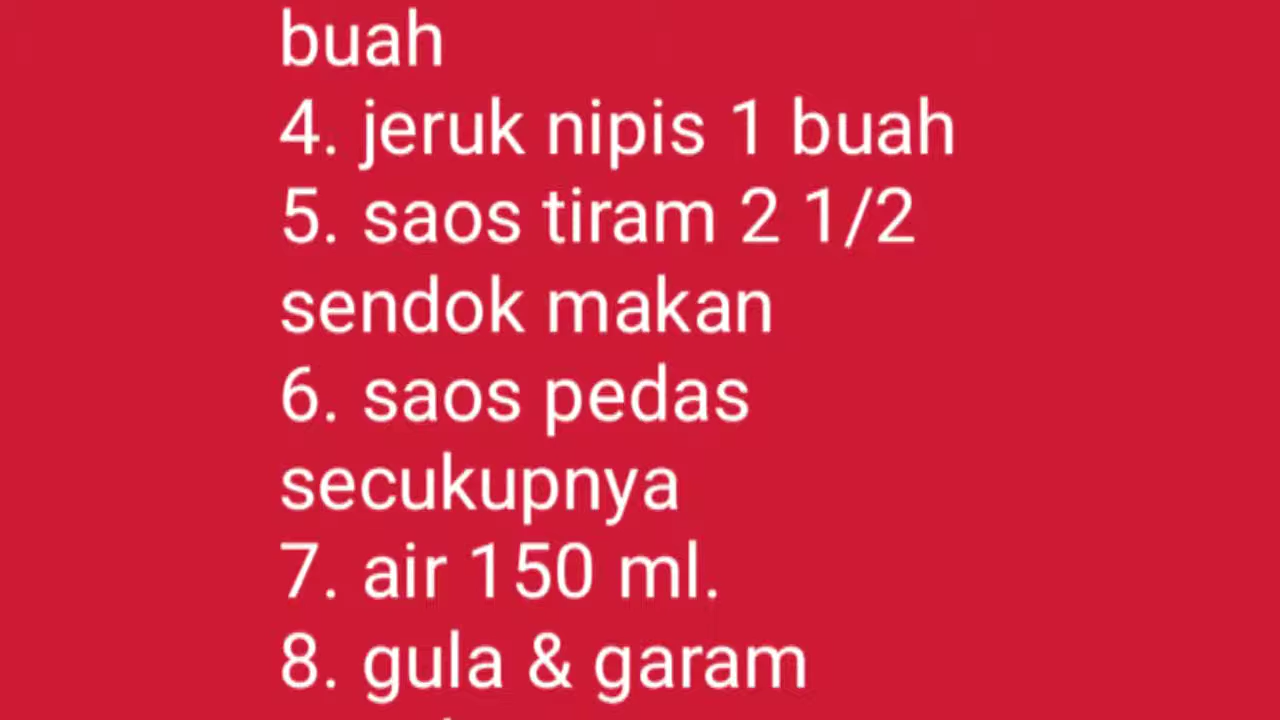 buah
4. jeruk nipis 1 buah
5. saos tiram 2 1/2
sendok makan
6. saos pedas
secukupnya
7. air 150 ml.
8. gula & garam